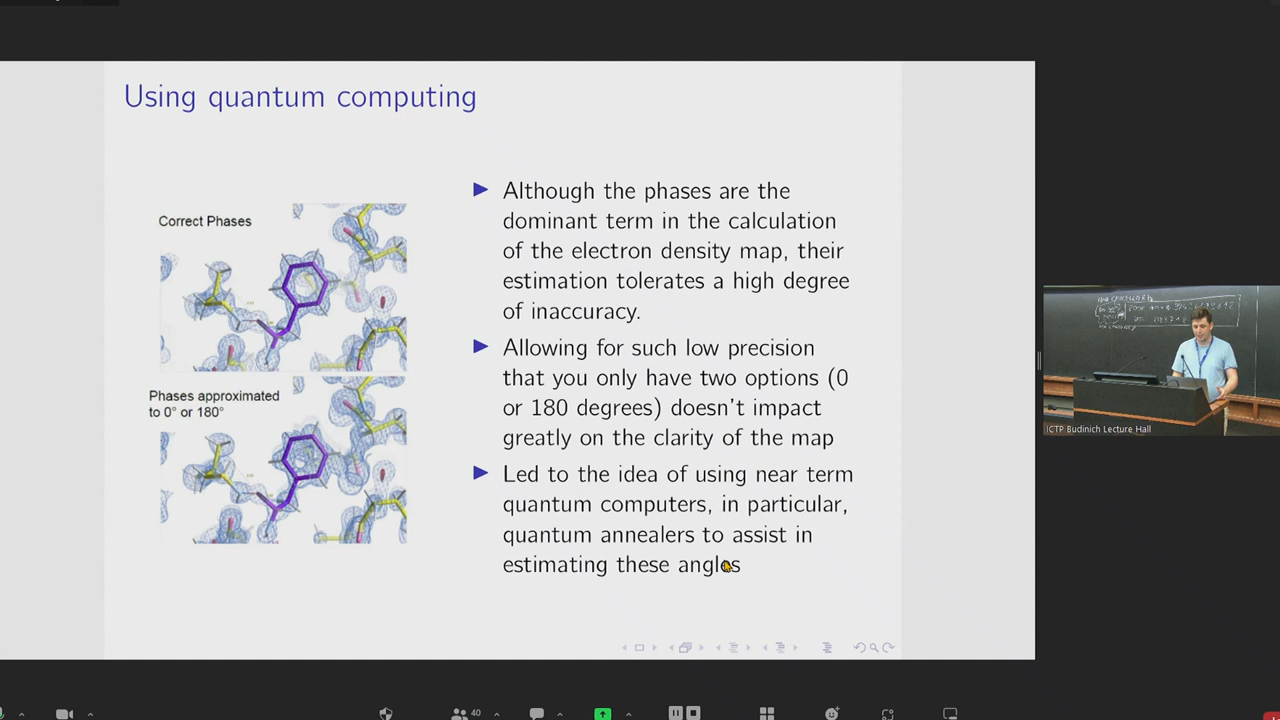 Using quantum computing
Correct Phases
Phases approximated
to 0° or 180°
▶ Although the phases are the
dominant term in the calculation
of the electron density map, their
estimation tolerates a high degree
of inaccuracy.
▶ Allowing for such low precision
that you only have two options (0
or 180 degrees) doesn't impact
greatly on the clarity of the map
▶ Led to the idea of using near term
quantum computers, in particular,
quantum annealers to assist in
estimating these angles
ICTP Budinich Lecture Hall
40